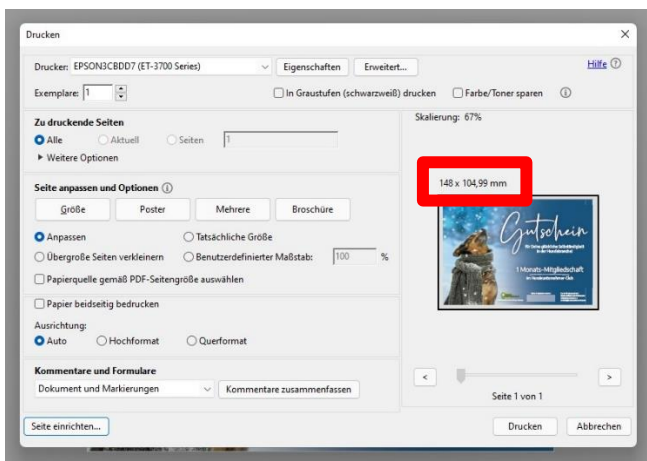 Drucken
Drucker: EPSON3CBDD7 (ET-3700 Series) Eigenschaften Erweitert... Hilfe
Exemplare: 1 In Graustufen (schwarzweiß) drucken Farbe/Toner sparen
Zu druckende Seiten
Alle Aktuell Seiten 1
Weitere Optionen
Seite anpassen und Optionen
Größe Poster Mehrere Broschüre
Anpassen Tatsächliche Größe
Übergroße Seiten verkleinern Benutzerdefinierter Maßstab: 100 %
Papierquelle gemäß PDF-Seitengröße auswählen
Papier beidseitig bedrucken
Ausrichtung:
Auto Hochformat Querformat
Kommentare und Formulare
Dokument und Markierungen Kommentare zusammenfassen
Skalierung: 67%
148 x 104,99 mm
Gutschein
1 Monats-Mitgliedschaft
< >
Seite 1 von 1
Seite einrichten... Drucken Abbrechen